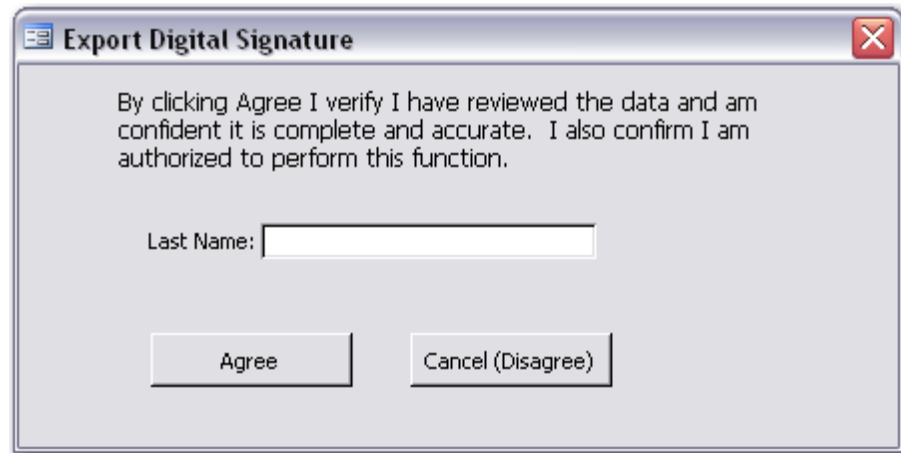 Export Digital Signature
By clicking Agree I verify I have reviewed the data and am
confident it is complete and accurate.  I also confirm I am
authorized to perform this function.
Last Name:
Agree
Cancel (Disagree)